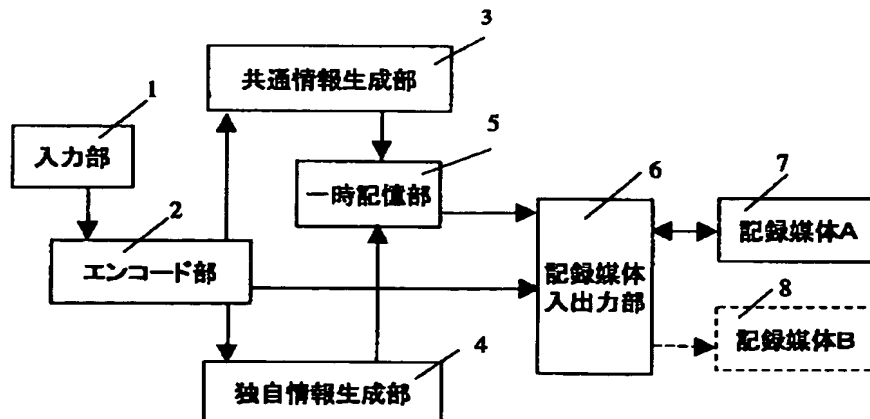 3
共通情報生成部
1
入力部
5
一時記憶部
2
エンコード部
6
記録媒体
入出力部
7
記録媒体A
8
記録媒体B
4
独自情報生成部